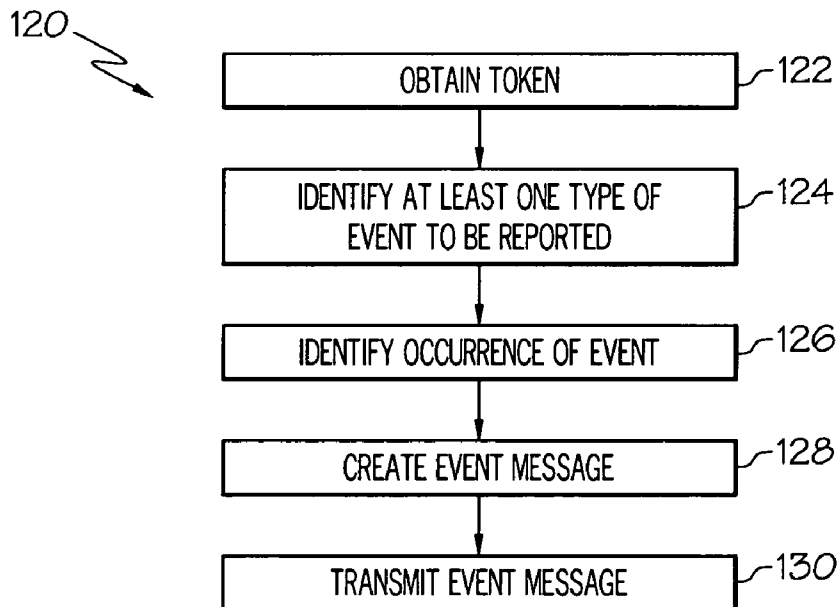 120
OBTAIN TOKEN
122
IDENTIFY AT LEAST ONE TYPE OF
EVENT TO BE REPORTED
124
IDENTIFY OCCURRENCE OF EVENT
126
CREATE EVENT MESSAGE
128
TRANSMIT EVENT MESSAGE
130